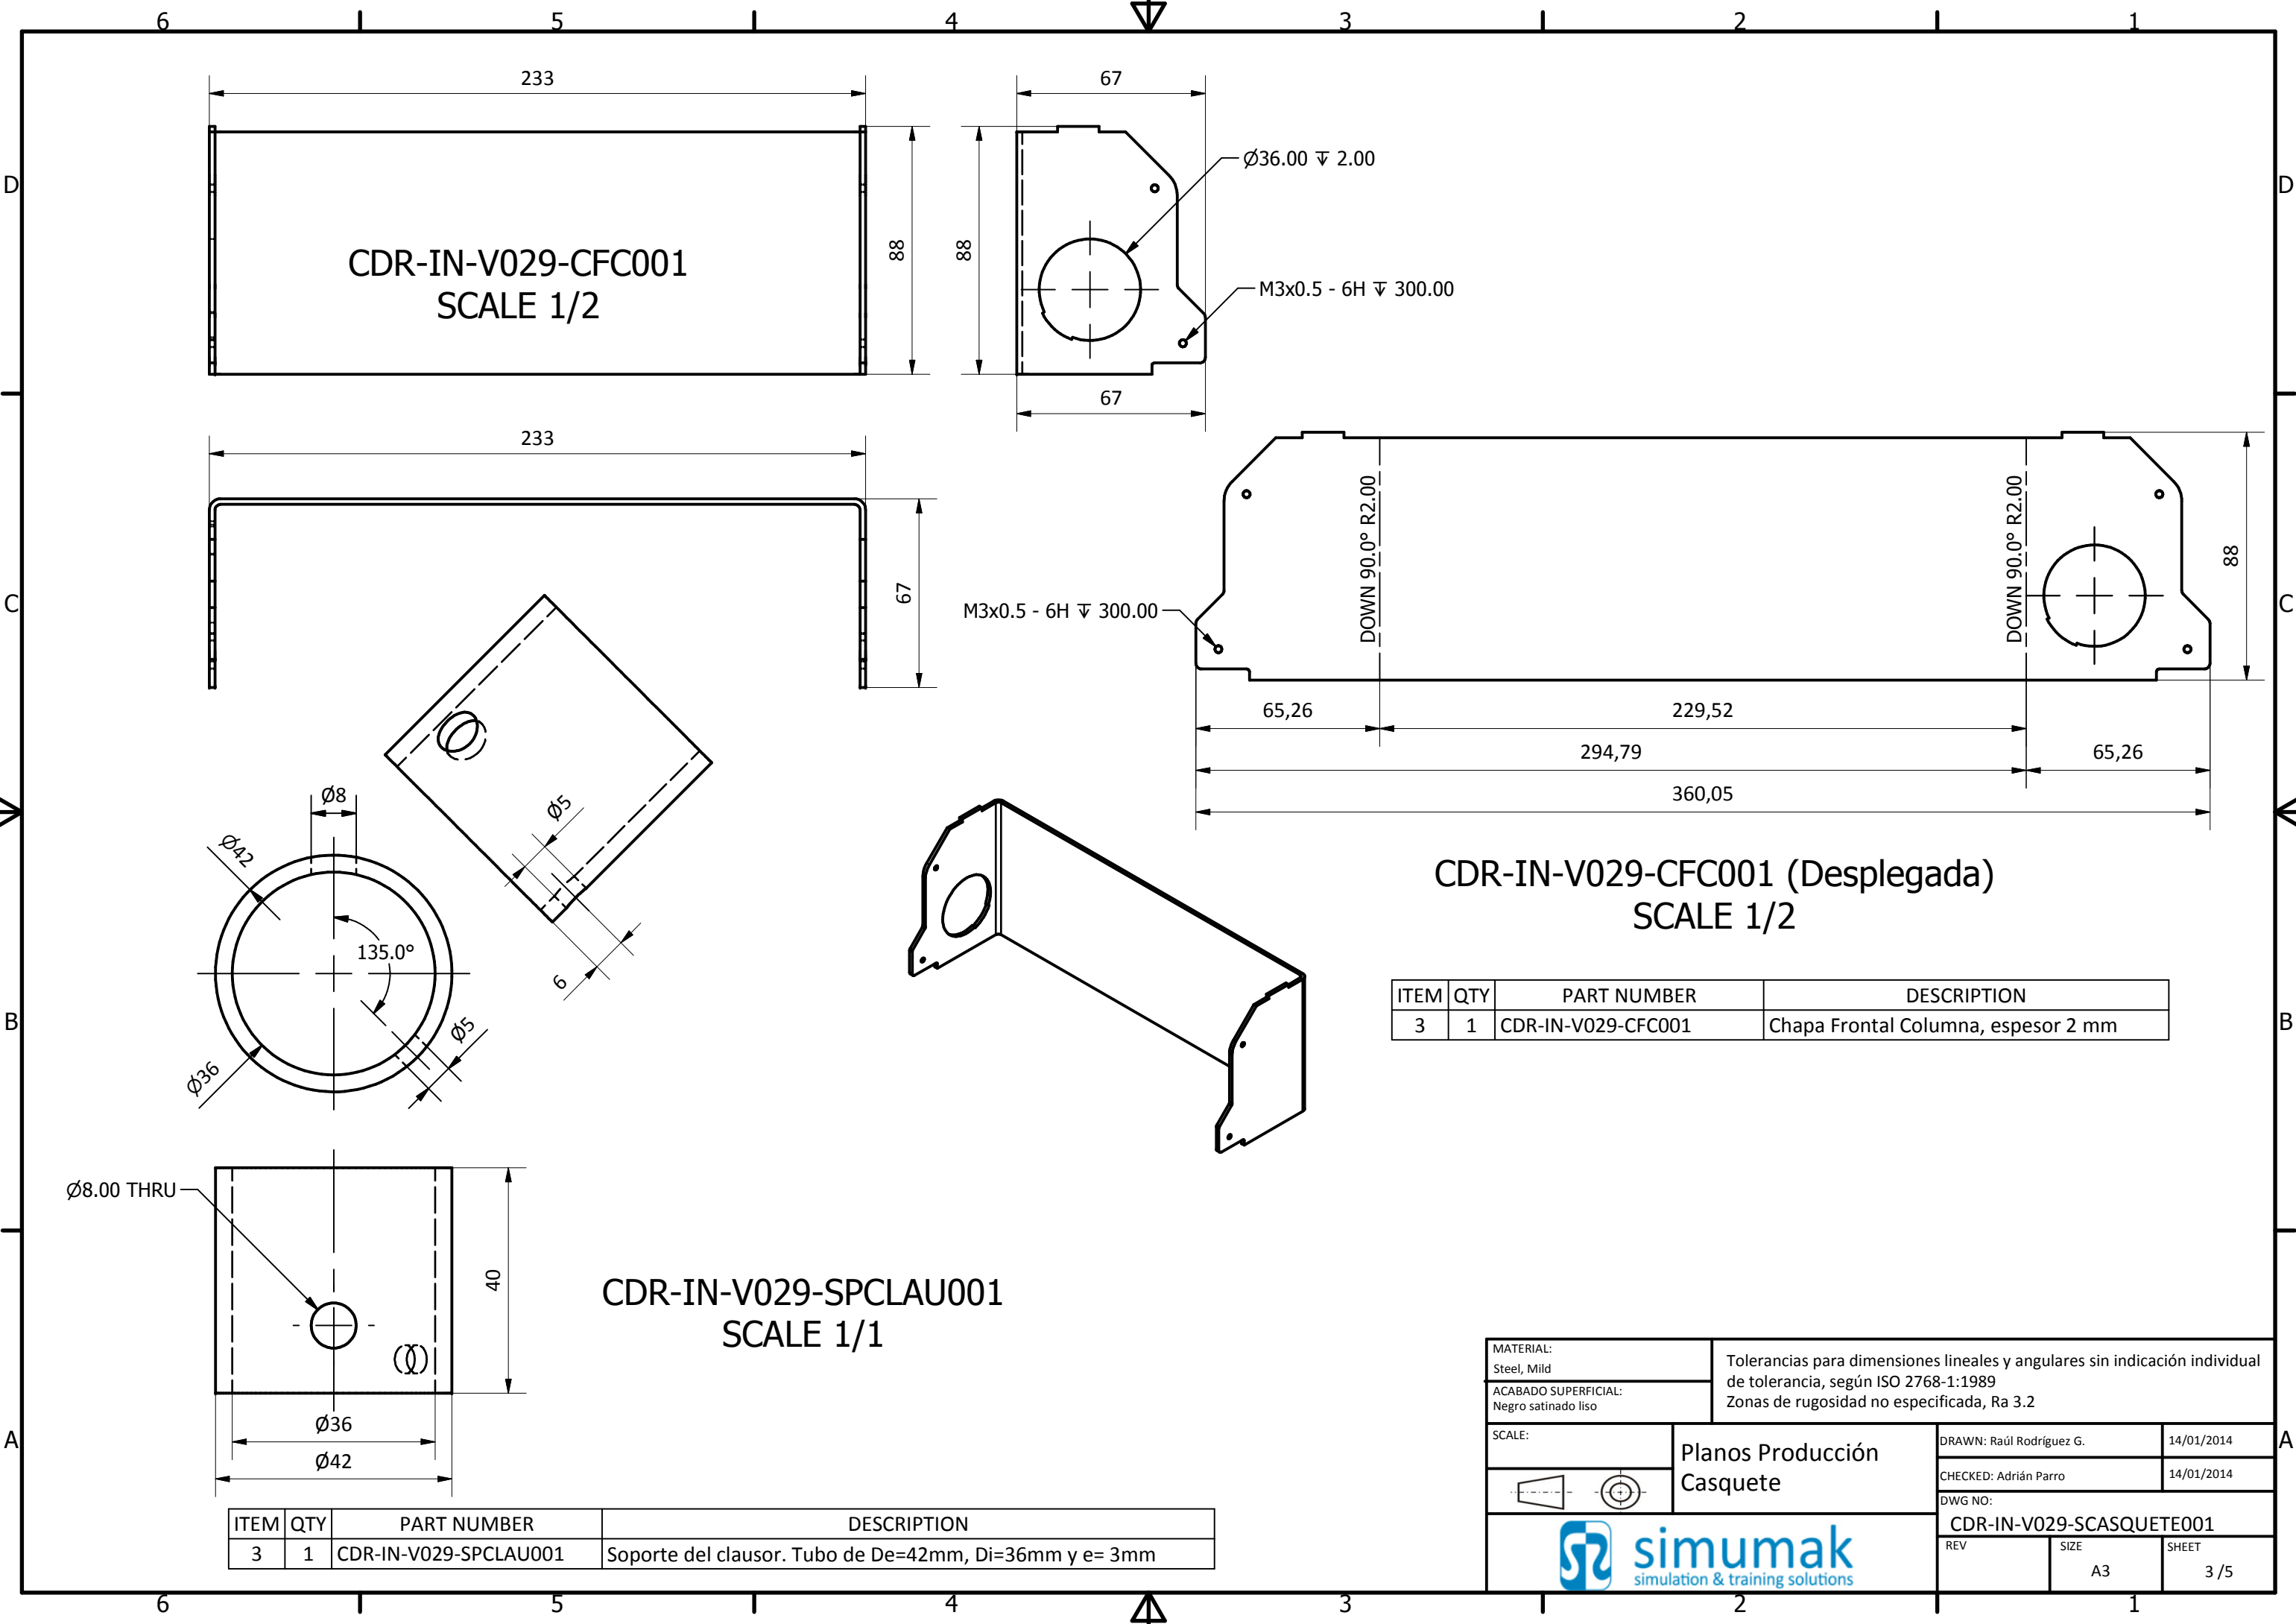 6 5 4 3 2 1
D
D
C
C
B
B
A
A
233
67
88
88
Ø36.00 ↧ 2.00
M3x0.5 - 6H ↧ 300.00
67
CDR-IN-V029-CFC001
SCALE 1/2
233
67
DOWN 90.0° R2.00
DOWN 90.0° R2.00
88
M3x0.5 - 6H ↧ 300.00
65,26
229,52
294,79
65,26
360,05
CDR-IN-V029-CFC001 (Desplegada)
SCALE 1/2
Ø8
Ø42
135.0°
Ø5
Ø36
Ø5
6
ITEM QTY PART NUMBER DESCRIPTION
3 1 CDR-IN-V029-CFC001 Chapa Frontal Columna, espesor 2 mm
Ø8.00 THRU
40
Ø36
Ø42
CDR-IN-V029-SPCLAU001
SCALE 1/1
ITEM QTY PART NUMBER DESCRIPTION
3 1 CDR-IN-V029-SPCLAU001 Soporte del clausor. Tubo de De=42mm, Di=36mm y e= 3mm
MATERIAL:
Steel, Mild
ACABADO SUPERFICIAL:
Negro satinado liso
Tolerancias para dimensiones lineales y angulares sin indicación individual
de tolerancia, según ISO 2768-1:1989
Zonas de rugosidad no especificada, Ra 3.2
SCALE:
Planos Producción
Casquete
DRAWN: Raúl Rodríguez G. 14/01/2014
CHECKED: Adrián Parro 14/01/2014
DWG NO:
CDR-IN-V029-SCASQUETE001
REV SIZE SHEET
A3 3 /5
simumak
simulation & training solutions
6 5 4 3 2 1